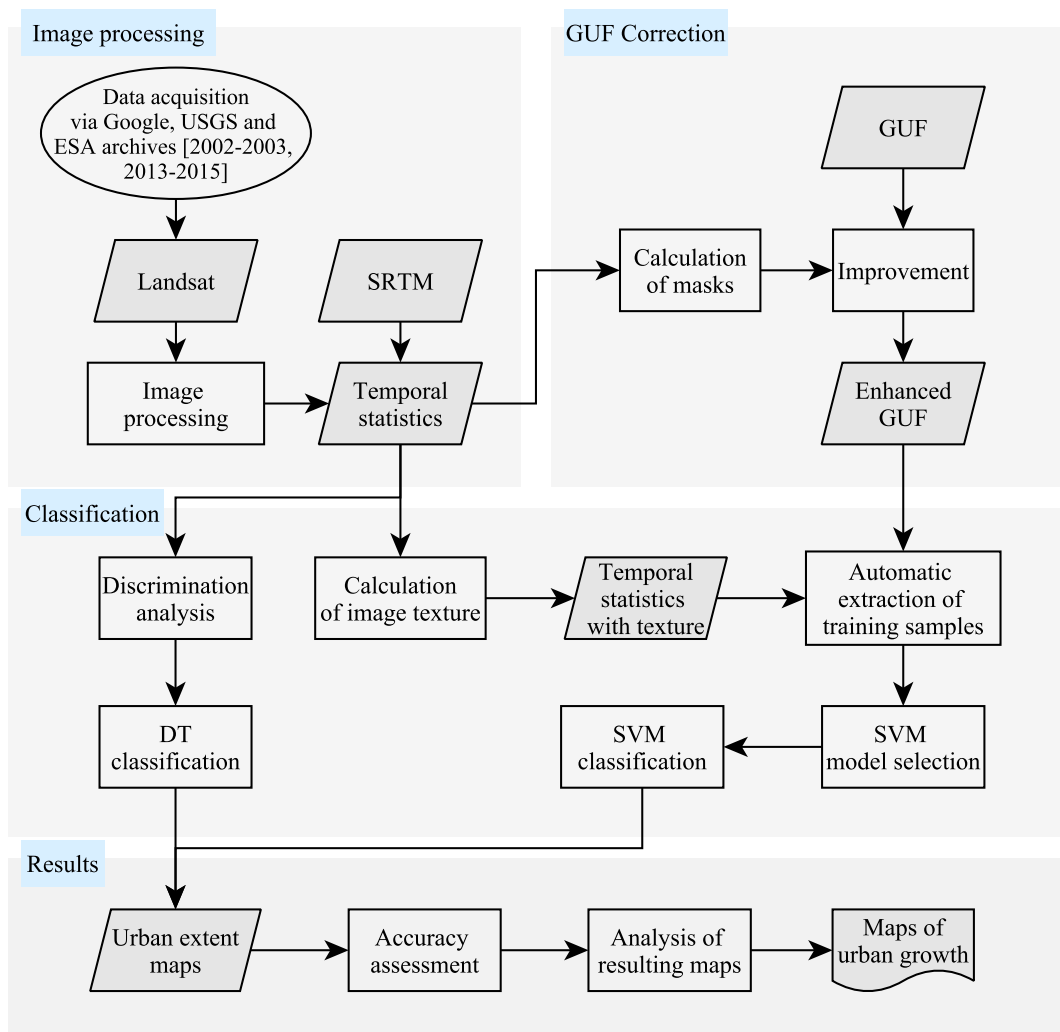 Image processing
Data acquisition
via Google, USGS and
ESA archives [2002-2003,
2013-2015]
Landsat
SRTM
Image
processing
Temporal
statistics
GUF Correction
GUF
Calculation
of masks
Improvement
Enhanced
GUF
Classification
Discrimination
analysis
Calculation
of image texture
Temporal
statistics
with texture
Automatic
extraction of
training samples
DT
classification
SVM
classification
SVM
model selection
Results
Urban extent
maps
Accuracy
assessment
Analysis of
resulting maps
Maps of
urban growth